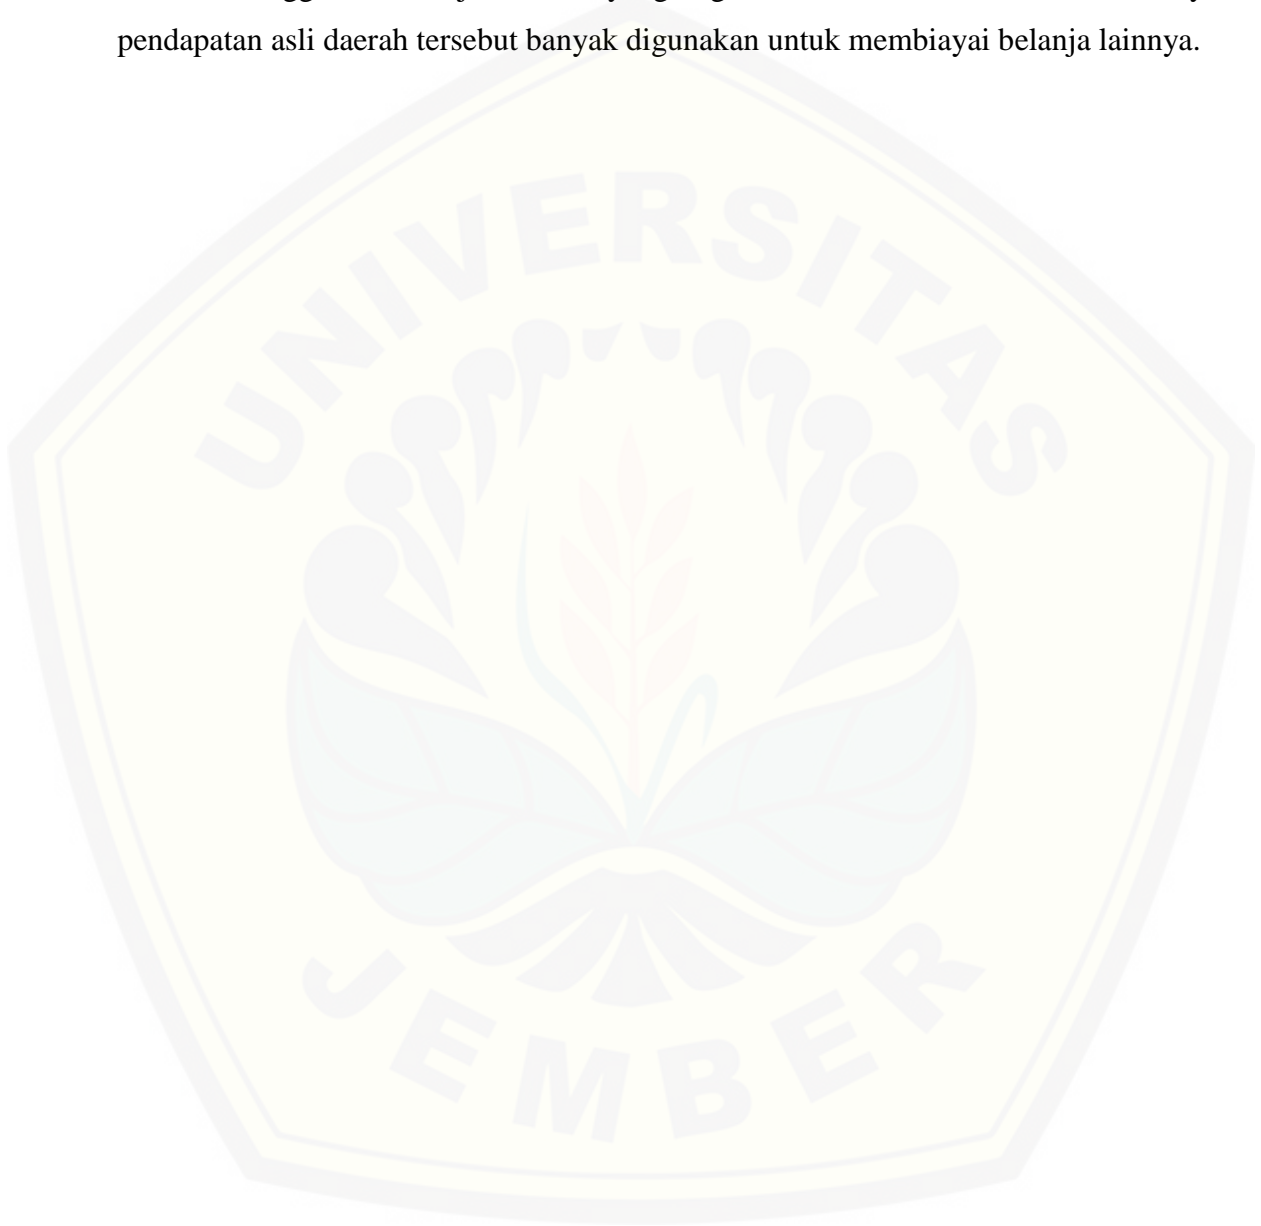 pendapatan asli daerah tersebut banyak digunakan untuk membiayai belanja lainnya.
UNIVERSITAS
JEMBER